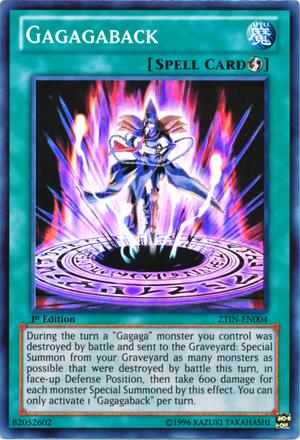 GAGAGABACK
魔
[SPELL CARD]
1st Edition
ZTIN-EN004
During the turn a "Gagaga" monster you control was
destroyed by battle and sent to the Graveyard: Special
Summon from your Graveyard as many monsters as
possible that were destroyed by battle this turn, in
face-up Defense Position, then take 600 damage for
each monster Special Summoned by this effect. You can
only activate 1 "Gagagaback" per turn.
82052602
©1996 KAZUKI TAKAHASHI